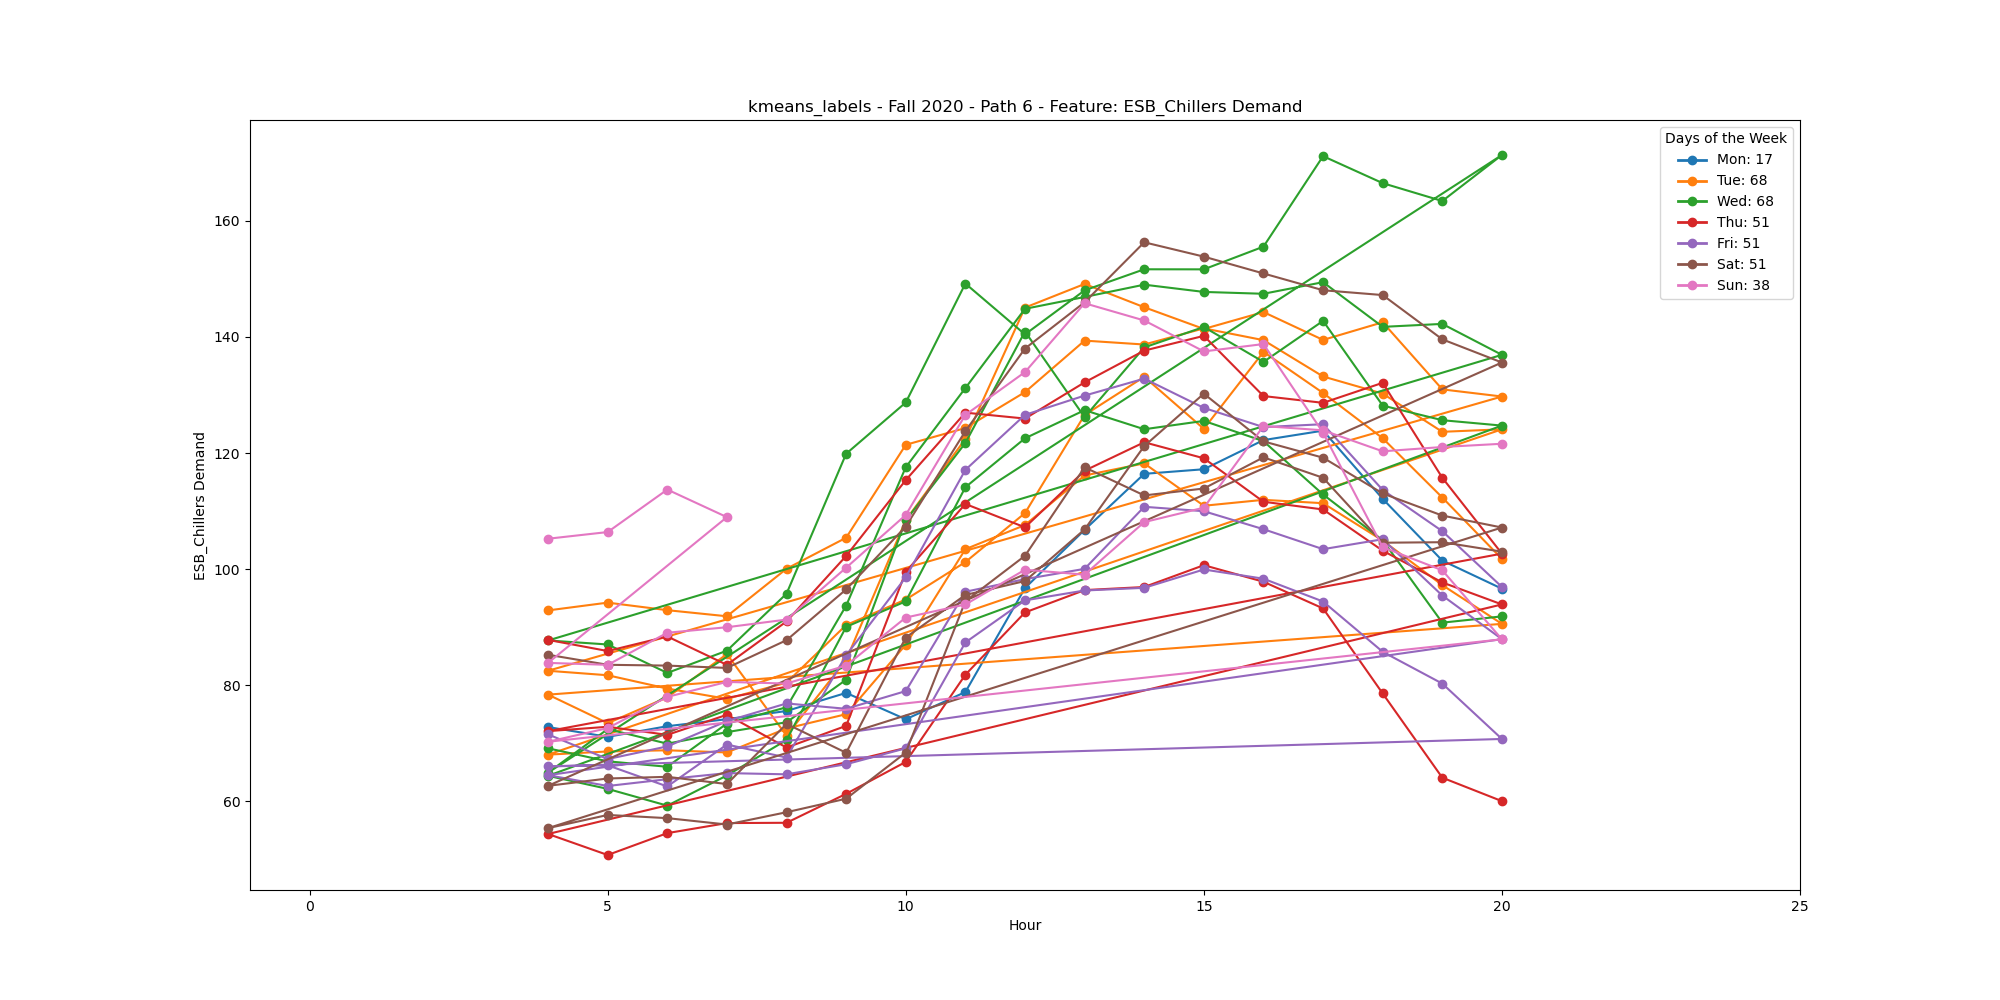 kmeans_labels - Fall 2020 - Path 6 - Feature: ESB_Chillers Demand
Days of the Week
Mon: 17
Tue: 68
Wed: 68
Thu: 51
Fri: 51
Sat: 51
Sun: 38
ESB_Chillers Demand
160
140
120
100
80
60
0 5 10 15 20 25
Hour